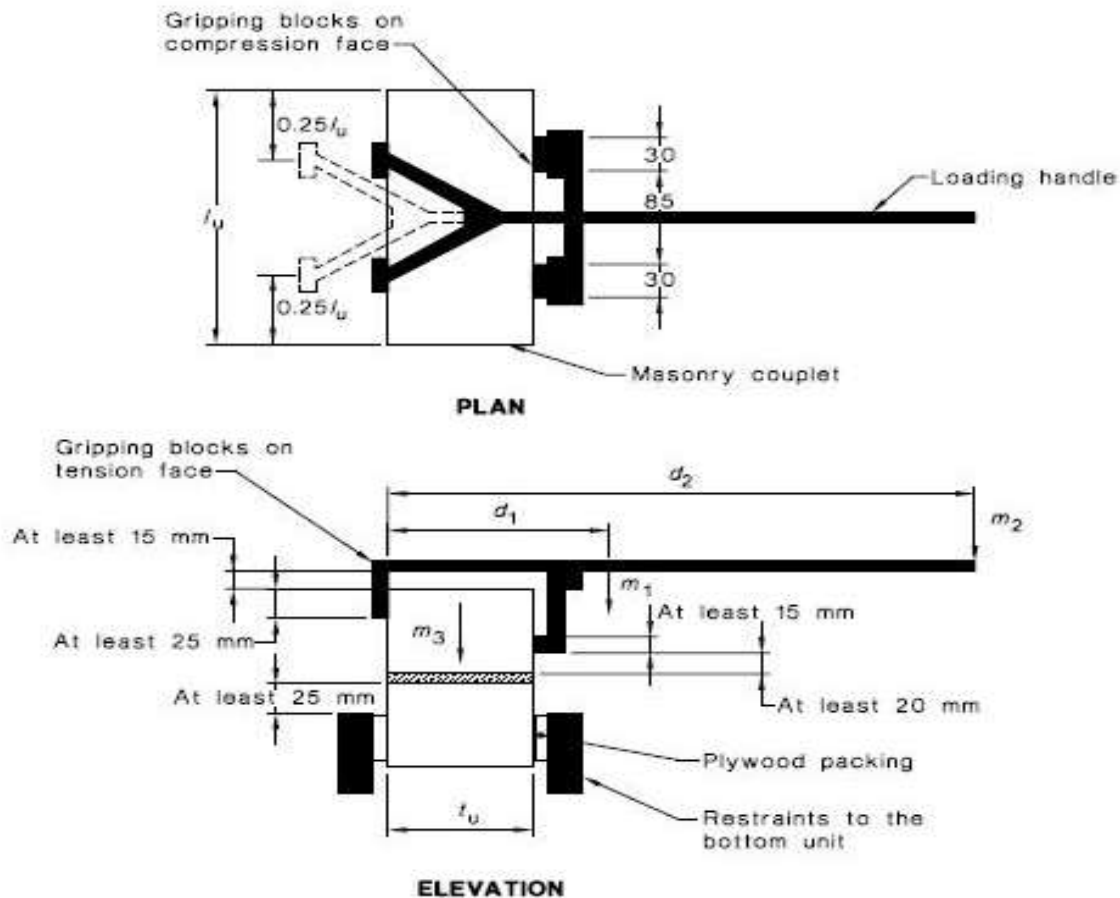 Gripping blocks on
compression face
0.25lu
lu
0.25lu
30
85
30
Loading handle
Masonry couplet
PLAN
Gripping blocks on
tension face
d2
d1
m2
At least 15 mm
m1
At least 15 mm
m3
At least 25 mm
At least 25 mm
At least 20 mm
Plywood packing
tu
Restraints to the
bottom unit
ELEVATION